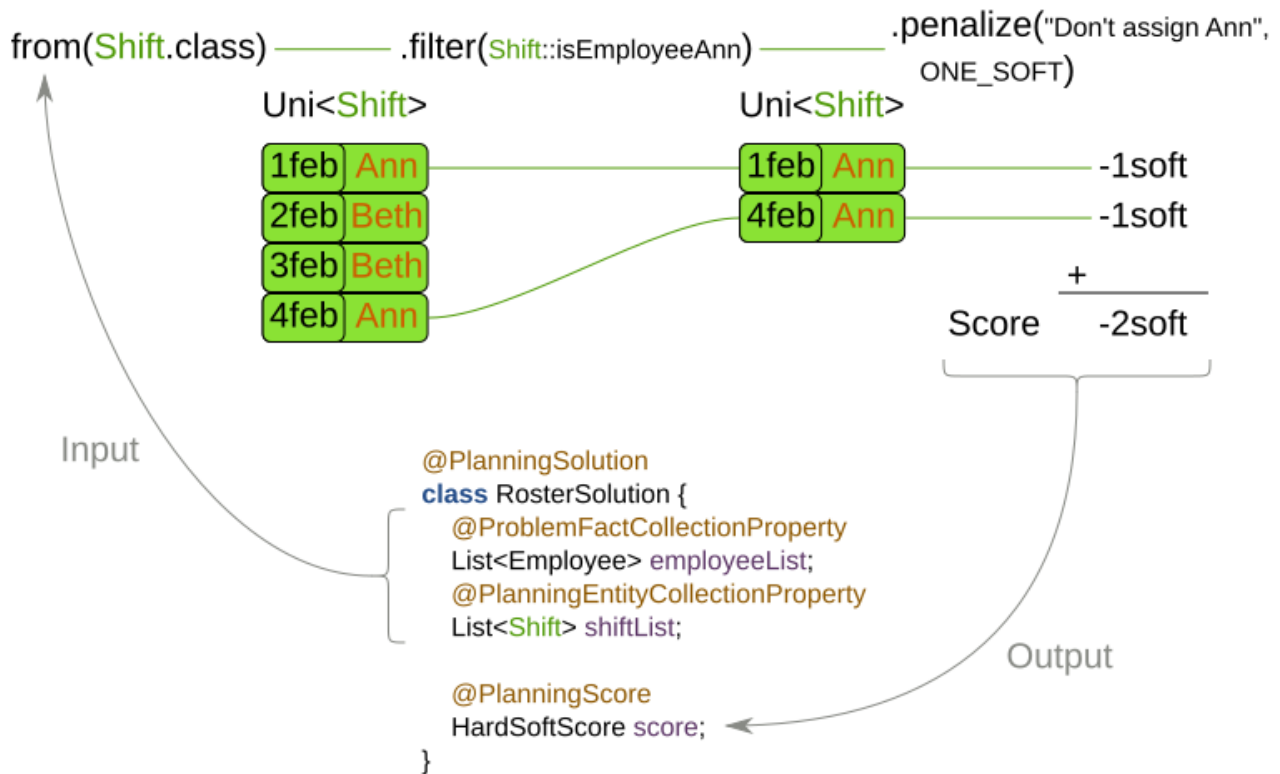 from(Shift.class) .filter(Shift::isEmployeeAnn) .penalize("Don't assign Ann",
ONE_SOFT)
Uni<Shift> Uni<Shift>
1feb Ann 1feb Ann -1soft
2feb Beth 4feb Ann -1soft
3feb Beth
+
4feb Ann Score -2soft
Input
@PlanningSolution
class RosterSolution {
@ProblemFactCollectionProperty
List<Employee> employeeList;
@PlanningEntityCollectionProperty
List<Shift> shiftList;
Output
@PlanningScore
HardSoftScore score;
}